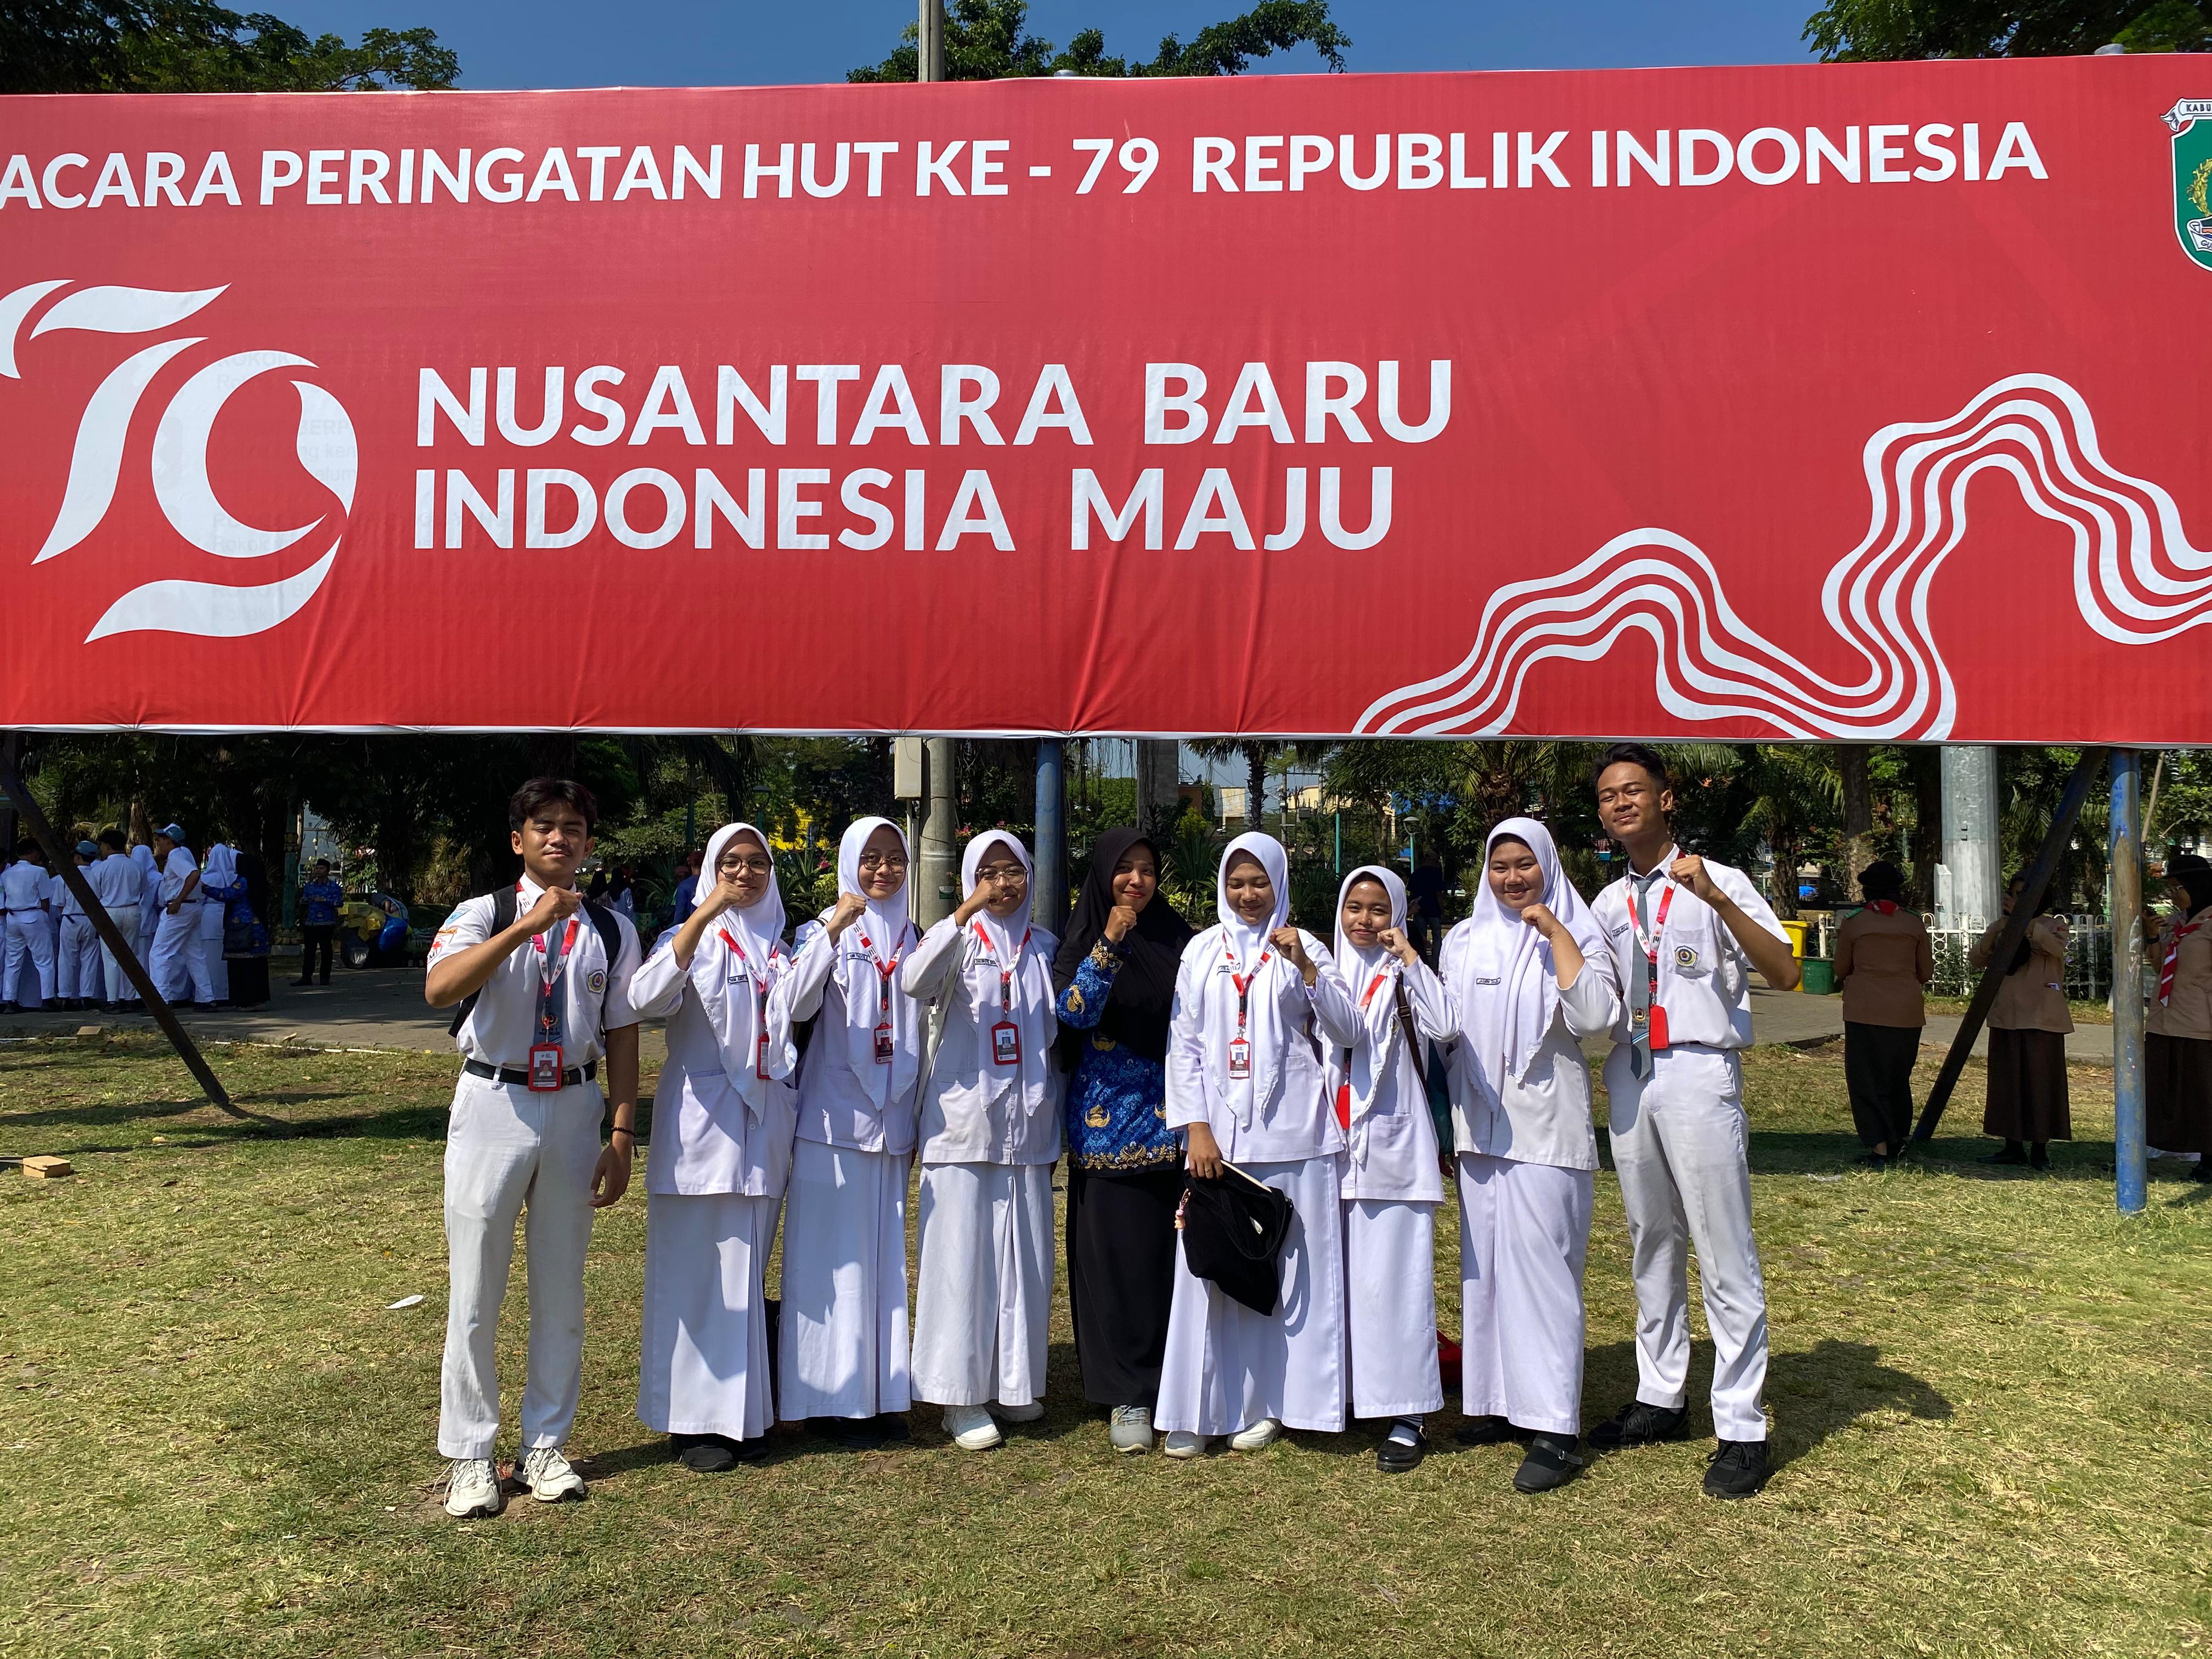 ACARA PERINGATAN HUT KE - 79 REPUBLIK INDONESIA
79
NUSANTARA BARU
INDONESIA MAJU